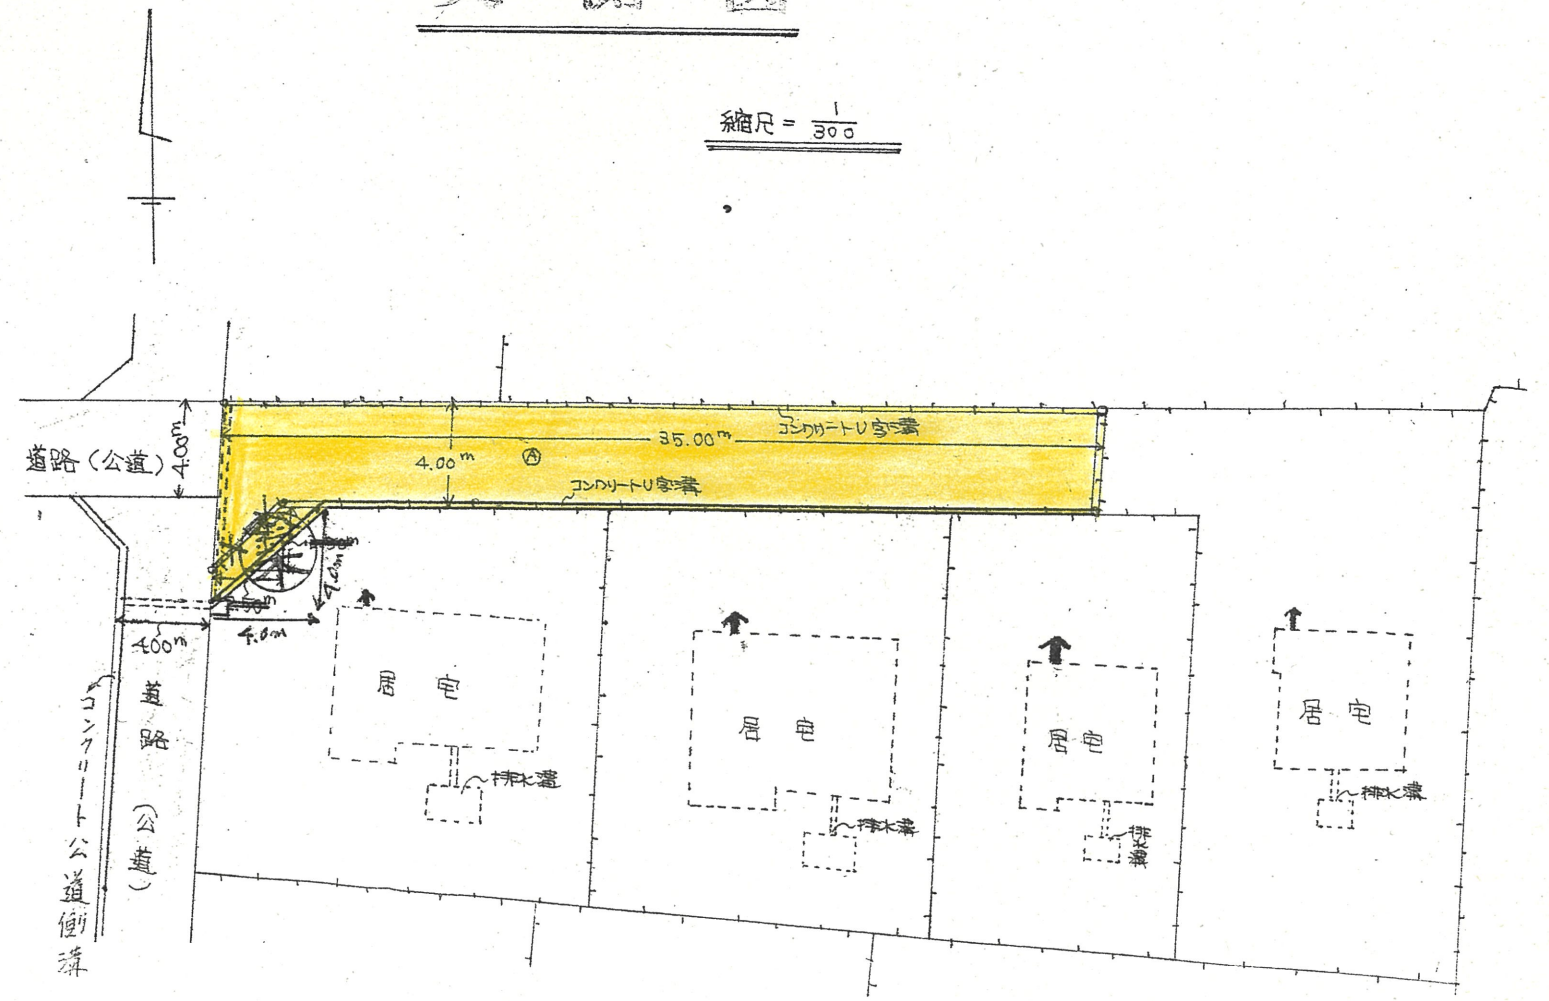 縮尺 = 1/300
道路(公道)
4.00m
35.00m
コンクリートU字溝
4.00m
Ⓐ
コンクリートU字溝
4.0m
4.0m
4.00m
道路(公道)
コンクリート公道側溝
居宅
排水溝
居宅
排水溝
居宅
排水溝
居宅
排水溝